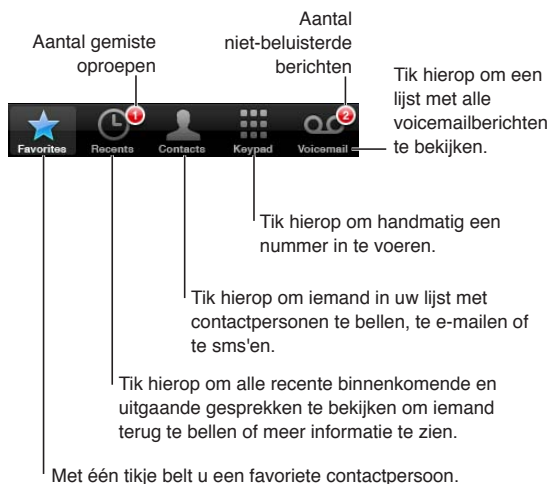 Aantal gemiste
oproepen
Aantal
niet-beluisterde
berichten
Tik hierop om een
lijst met alle
voicemailberichten
te bekijken.
1
2
Favorites
Recents
Contacts
Keypad
Voicemail
Tik hierop om handmatig een
nummer in te voeren.
Tik hierop om iemand in uw lijst met
contactpersonen te bellen, te e-mailen of
te sms'en.
Tik hierop om alle recente binnenkomende en
uitgaande gesprekken te bekijken om iemand
terug te bellen of meer informatie te zien.
Met één tikje belt u een favoriete contactpersoon.